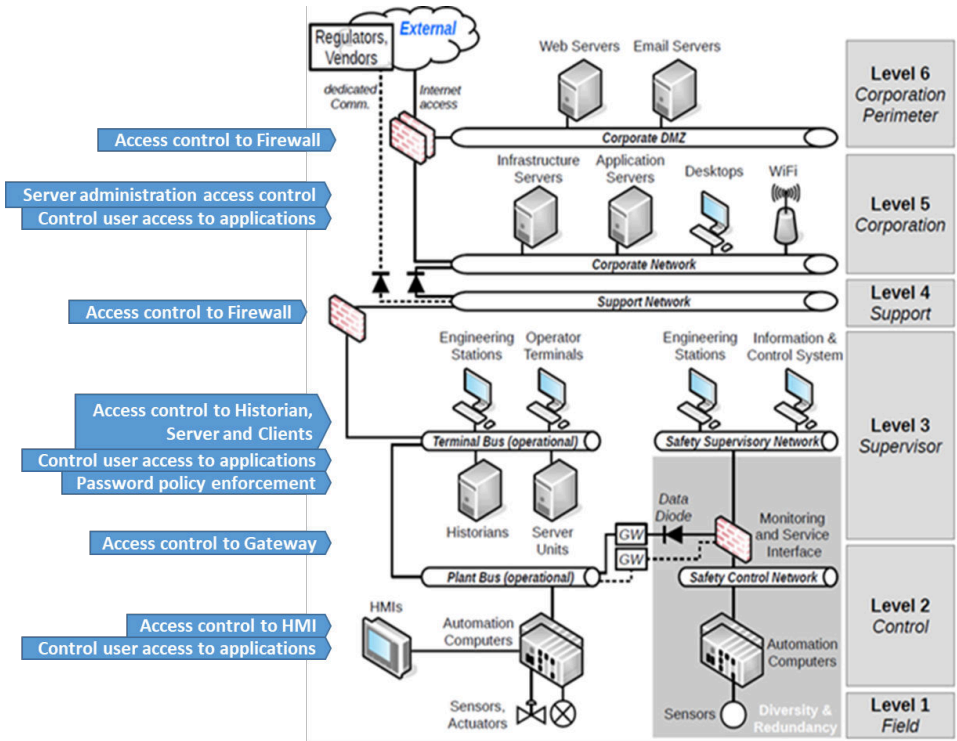 External
Regulators,
Vendors
dedicated
Comm.
Internet
access
Web Servers
Email Servers
Level 6
Corporation
Perimeter
Access control to Firewall
Corporate DMZ
Infrastructure
Servers
Application
Servers
Desktops
WiFi
Server administration access control
Control user access to applications
Level 5
Corporation
Corporate Network
Access control to Firewall
Support Network
Level 4
Support
Engineering
Stations
Operator
Terminals
Engineering
Stations
Information &
Control System
Access control to Historian,
Server and Clients
Control user access to applications
Password policy enforcement
Terminal Bus (operational)
Safety Supervisory Network
Level 3
Supervisor
Historians
Server
Units
Data
Diode
GW
GW
Monitoring
and Service
Interface
Access control to Gateway
Plant Bus (operational)
Safety Control Network
HMIs
Automation
Computers
Automation
Computers
Level 2
Control
Access control to HMI
Control user access to applications
Sensors,
Actuators
Sensors
Diversity &
Redundancy
Level 1
Field